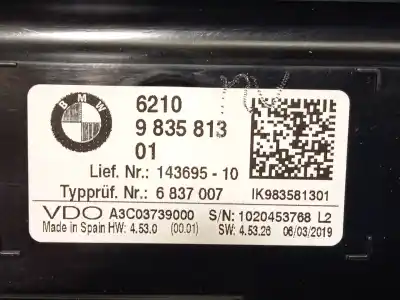 BMW
6210
9 835 813
01
Lief. Nr.: 143695 - 10
Typprüf. Nr.: 6 837 007
IK983581301
VDO A3C03739000 S/N: 1020453768 L2
Made in Spain HW: 4.53.0 (00.01) SW: 4.53.26 06/03/2019